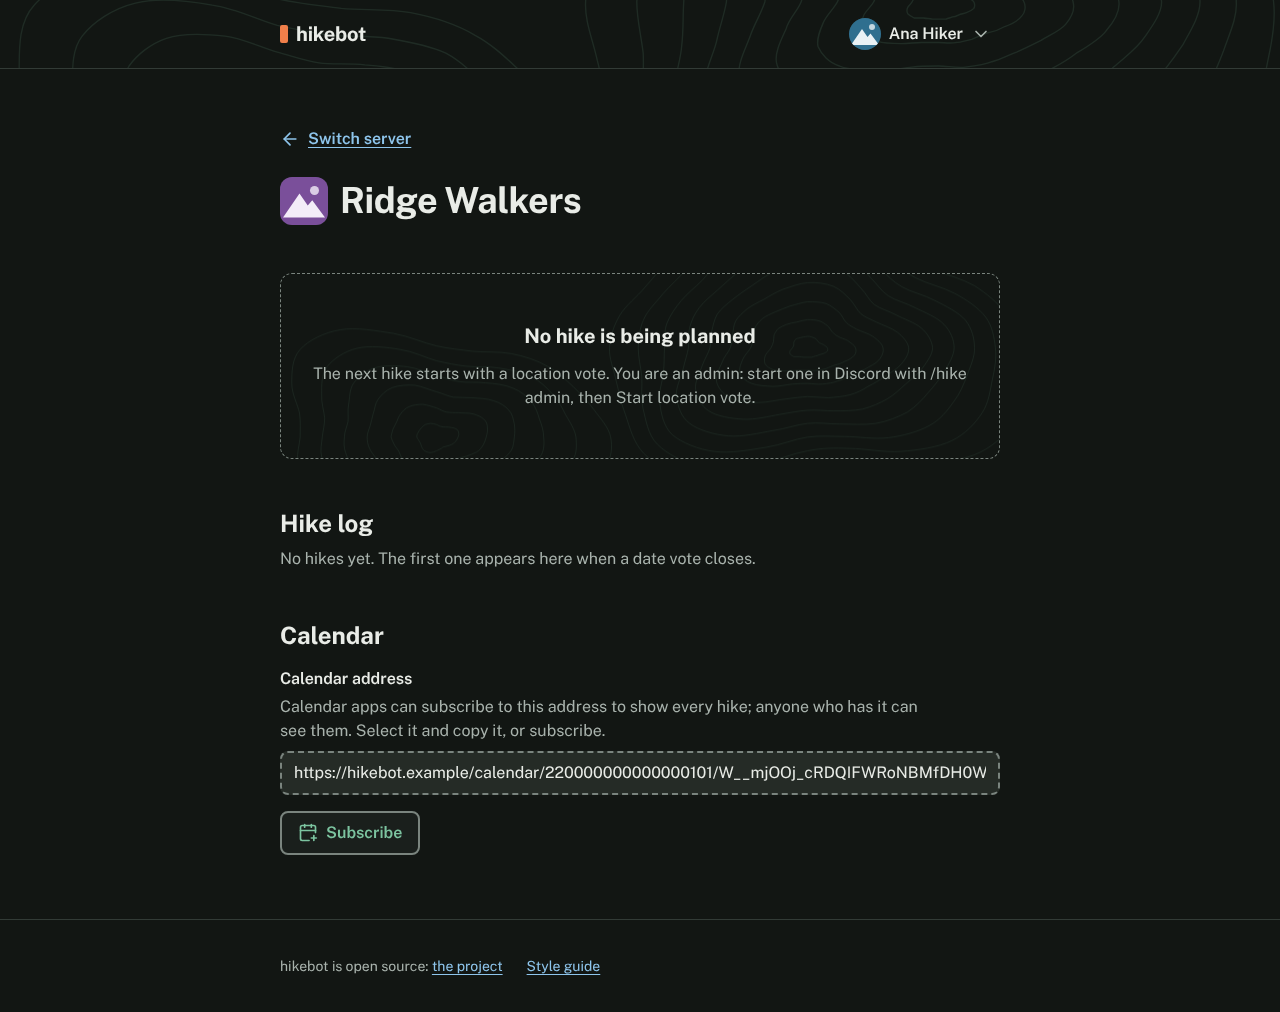 hikebot
Ana Hiker
Switch server
Ridge Walkers
No hike is being planned
The next hike starts with a location vote. You are an admin: start one in Discord with /hike
admin, then Start location vote.
Hike log
No hikes yet. The first one appears here when a date vote closes.
Calendar
Calendar address
Calendar apps can subscribe to this address to show every hike; anyone who has it can
see them. Select it and copy it, or subscribe.
https://hikebot.example/calendar/220000000000000101/W__mjOOj_cRDQIFWRoNBMfDH0W
Subscribe
hikebot is open source: the project
Style guide